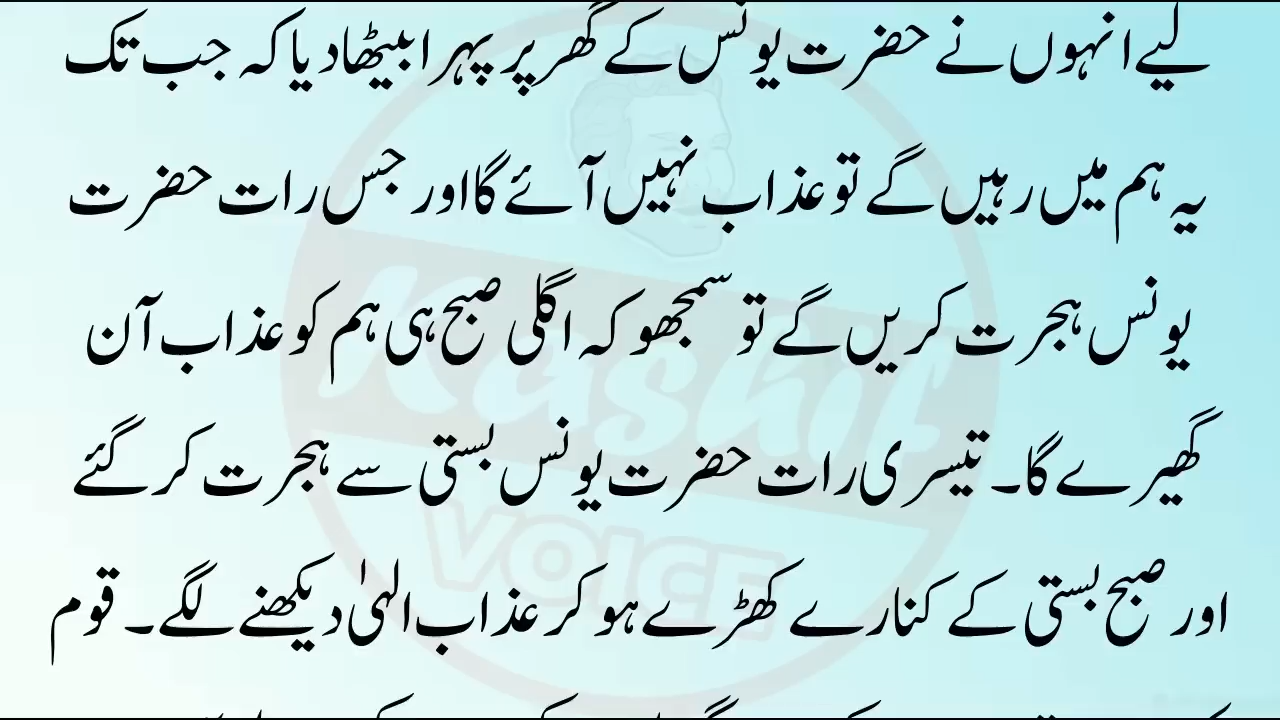 لیے انہوں نے حضرت یونس کے گھر پر پہرا بیٹھا دیا کہ جب تک
یہ ہم میں رہیں گے تو عذاب نہیں آئے گا اور جس رات حضرت
یونس ہجرت کریں گے تو سمجھو کہ اگلی صبح ہی ہم کو عذاب آن
گھیرے گا۔ تیسری رات حضرت یونس بستی سے ہجرت کر گئے
اور صبح بستی کے کنارے کھڑے ہو کر عذاب الہیٰ دیکھنے لگے۔ قوم
Kashif
VOICE